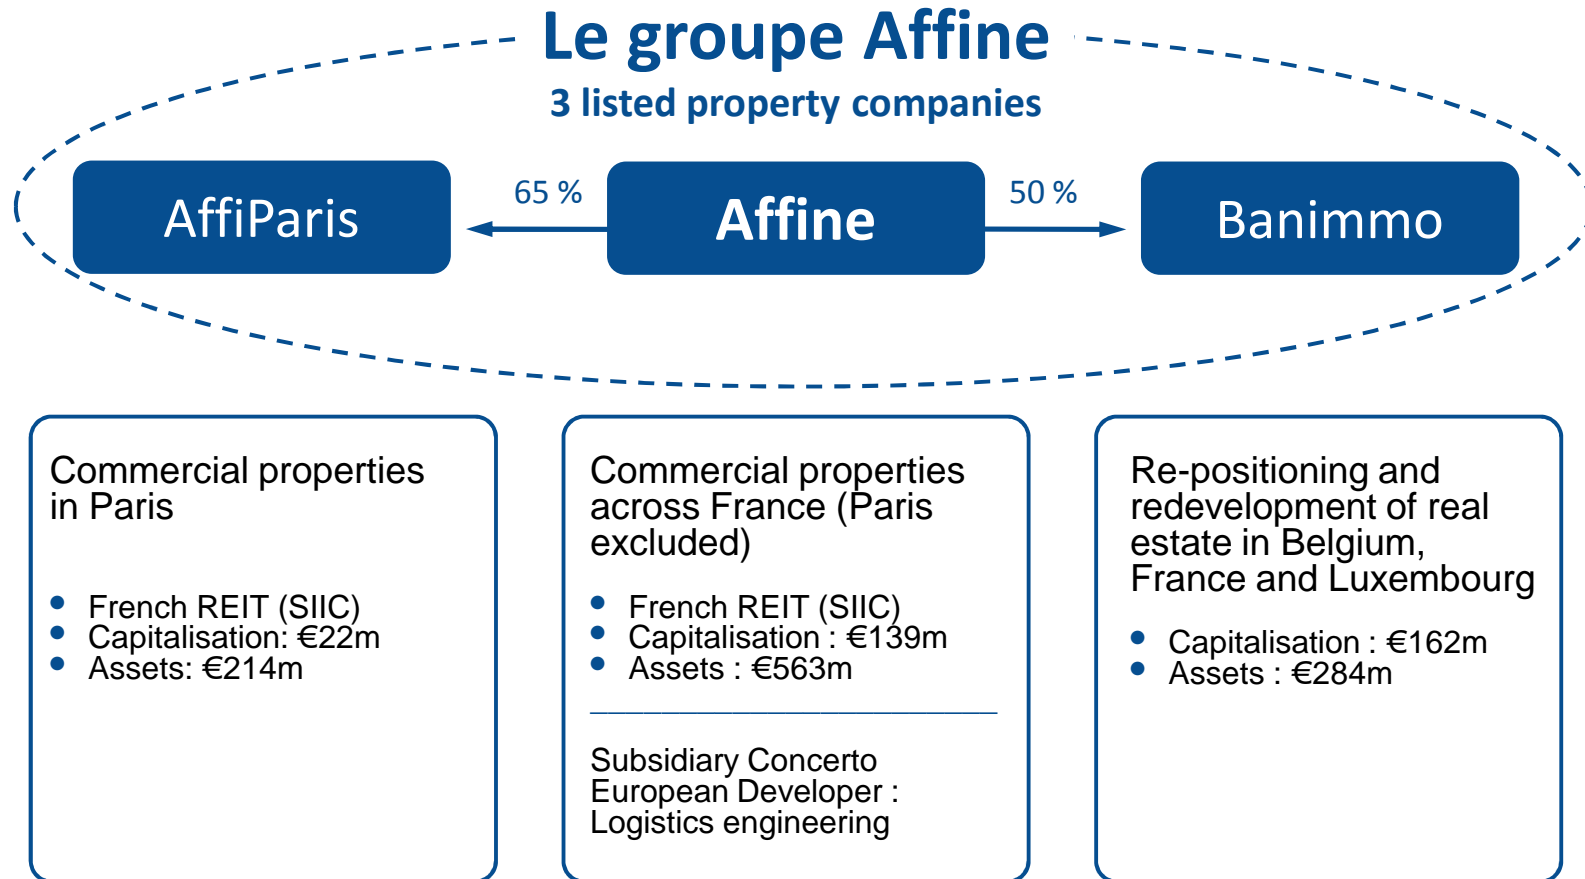 Le groupe Affine
3 listed property companies
AffiParis
65 %
Affine
50 %
Banimmo
Commercial properties
in Paris
• French REIT (SIIC)
• Capitalisation: €22m
• Assets: €214m
Commercial properties
across France (Paris
excluded)
• French REIT (SIIC)
• Capitalisation : €139m
• Assets : €563m
Subsidiary Concerto
European Developer :
Logistics engineering
Re-positioning and
redevelopment of real
estate in Belgium,
France and Luxembourg
• Capitalisation : €162m
• Assets : €284m